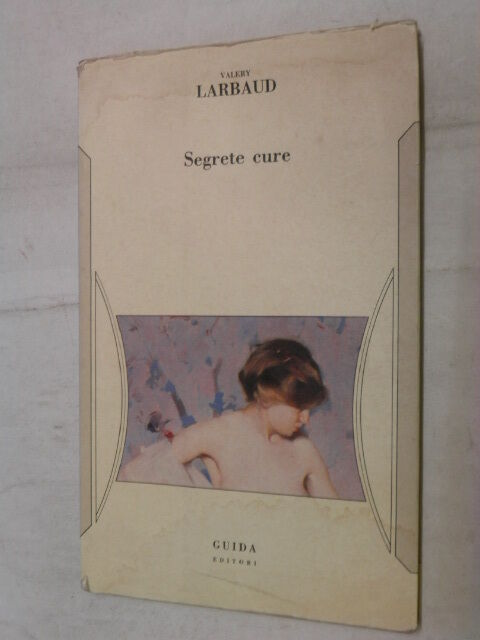 VALERY
LARBAUD
Segrete cure
GUIDA
EDITORI